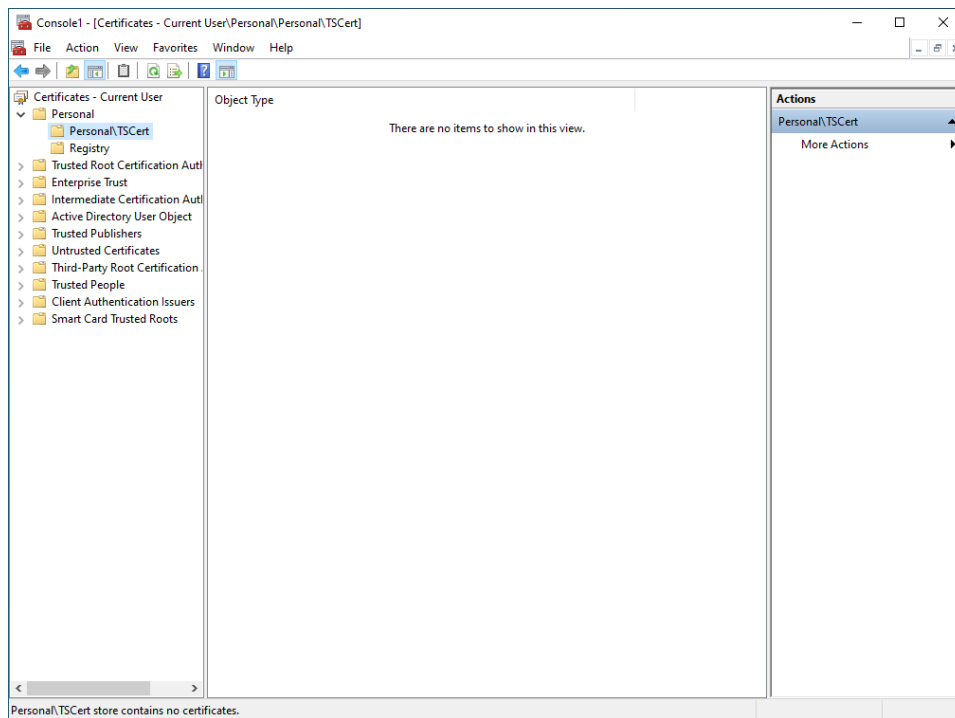 Console1 - [Certificates - Current User\Personal\Personal\TSCert]
File Action View Favorites Window Help
Certificates - Current User
Personal
Personal\TSCert
Registry
Trusted Root Certification Auth
Enterprise Trust
Intermediate Certification Autl
Active Directory User Object
Trusted Publishers
Untrusted Certificates
Third-Party Root Certification
Trusted People
Client Authentication Issuers
Smart Card Trusted Roots
Object Type
There are no items to show in this view.
Actions
Personal\TSCert
More Actions
Personal\TSCert store contains no certificates.